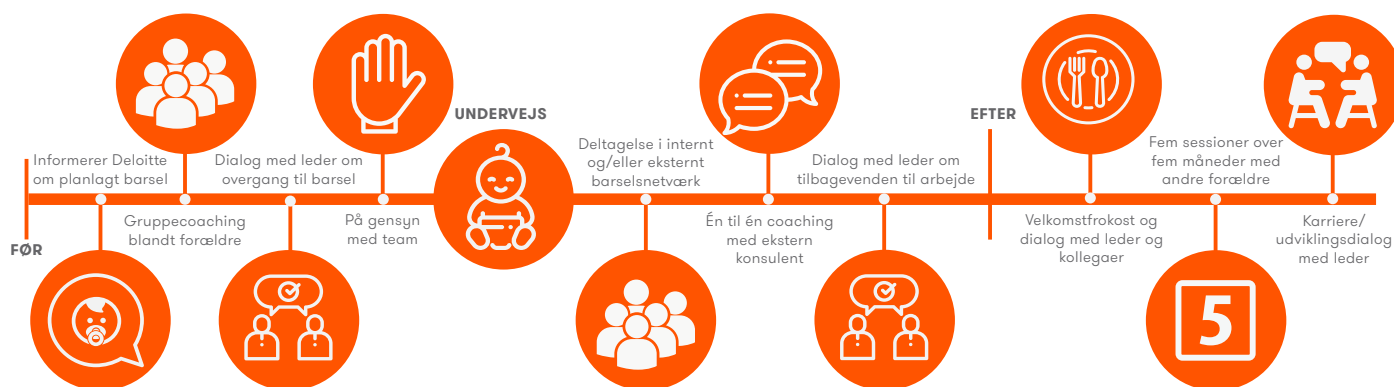 FØR
Informerer Deloitte
om planlagt barsel
Gruppecoaching
blandt forældre
Dialog med leder om
overgang til barsel
På gensyn
med team
UNDERVEJS
Deltagelse i internt
og/eller eksternt
barselsnetværk
Én til én coaching
med ekstern
konsulent
Dialog med leder om
tilbagevenden til arbejde
EFTER
Velkomstfrokost og
dialog med leder og
kollegaer
Fem sessioner over
fem måneder med
andre forældre
5
Karriere/
udviklingsdialog
med leder